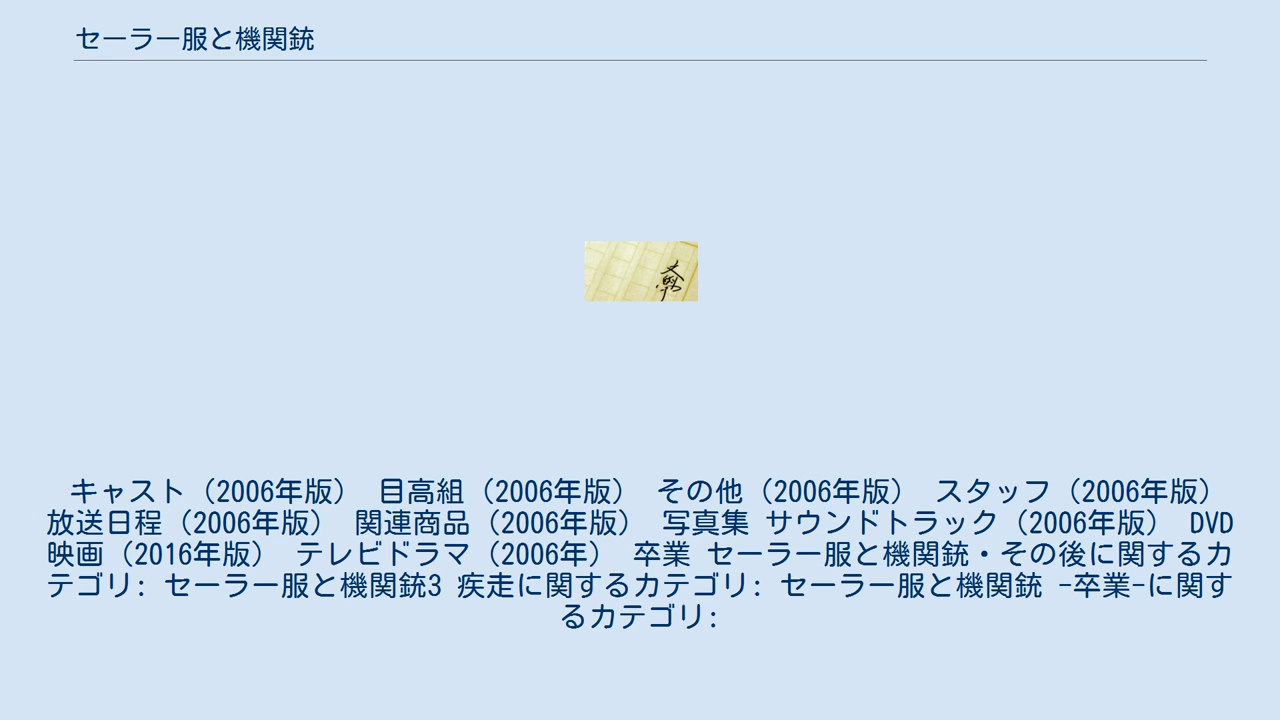 セーラー服と機関銃
文學
キャスト（2006年版） 目高組（2006年版） その他（2006年版） スタッフ（2006年版）
放送日程（2006年版） 関連商品（2006年版） 写真集 サウンドトラック（2006年版） DVD
映画（2016年版） テレビドラマ（2006年） 卒業 セーラー服と機関銃・その後に関するカ
テゴリ: セーラー服と機関銃3 疾走に関するカテゴリ: セーラー服と機関銃 -卒業-に関す
るカテゴリ: